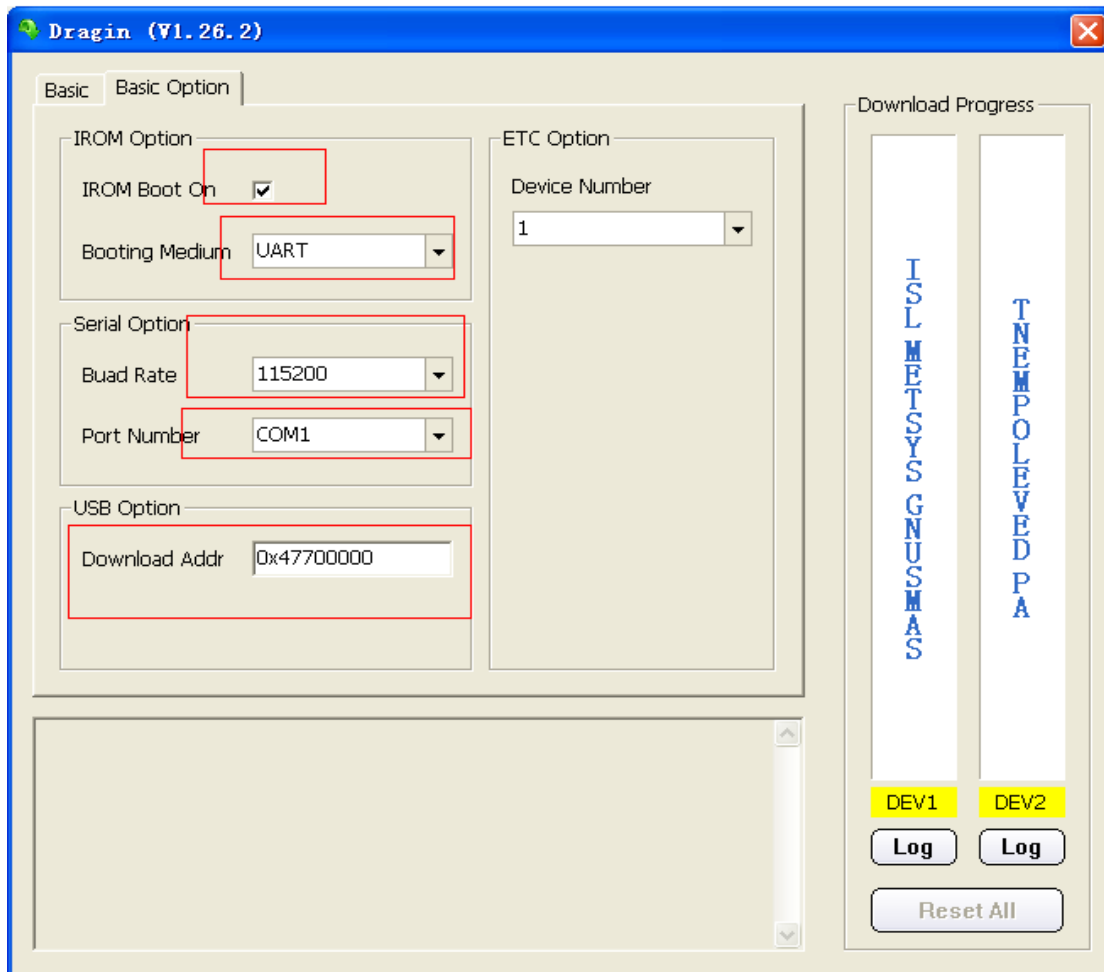 Dragin (V1.26.2)
Basic
Basic Option
IROM Option
IROM Boot On
Booting Medium
UART
Serial Option
Buad Rate
115200
Port Number
COM1
USB Option
Download Addr
0x47700000
ETC Option
Device Number
1
Download Progress
ISL METSYS GNUSMAS
TNEMPOLEVED PA
DEV1
DEV2
Log
Log
Reset All